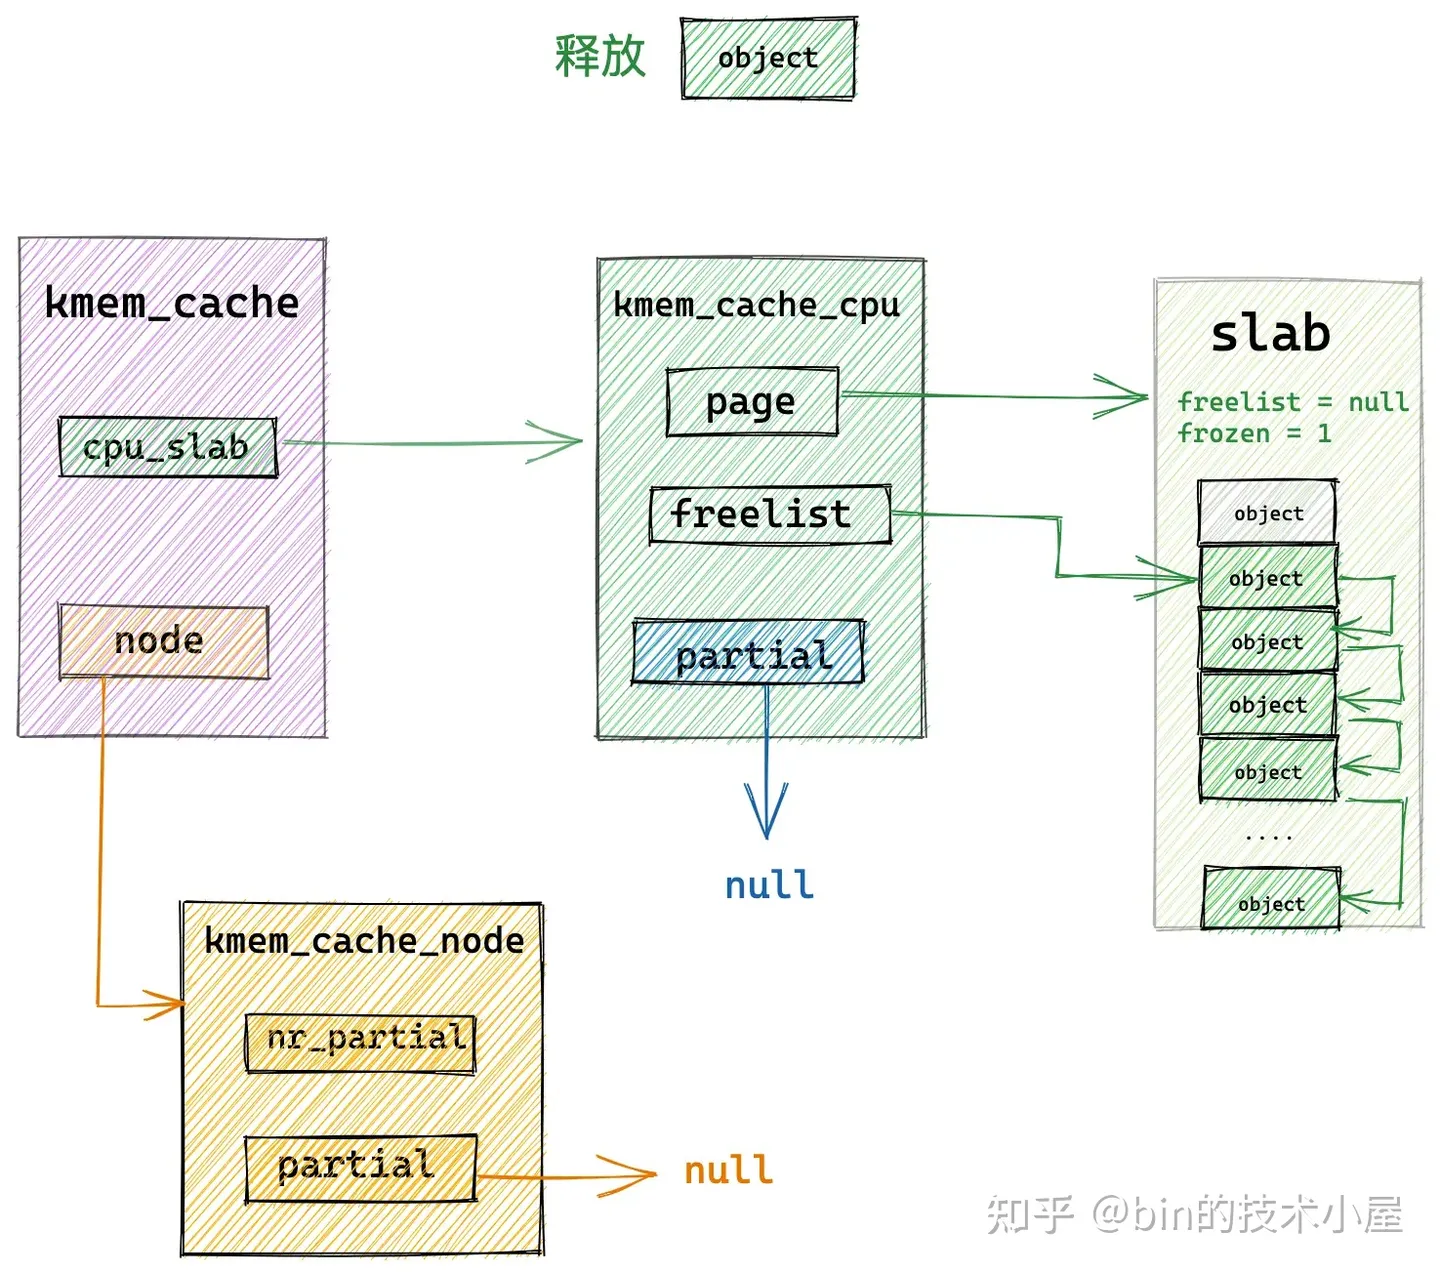 释放
object
kmem_cache
cpu_slab
node
kmem_cache_cpu
page
freelist
partial
null
slab
freelist = null
frozen = 1
object
object
object
object
object
....
object
kmem_cache_node
nr_partial
partial
null
知乎 @bin的技术小屋